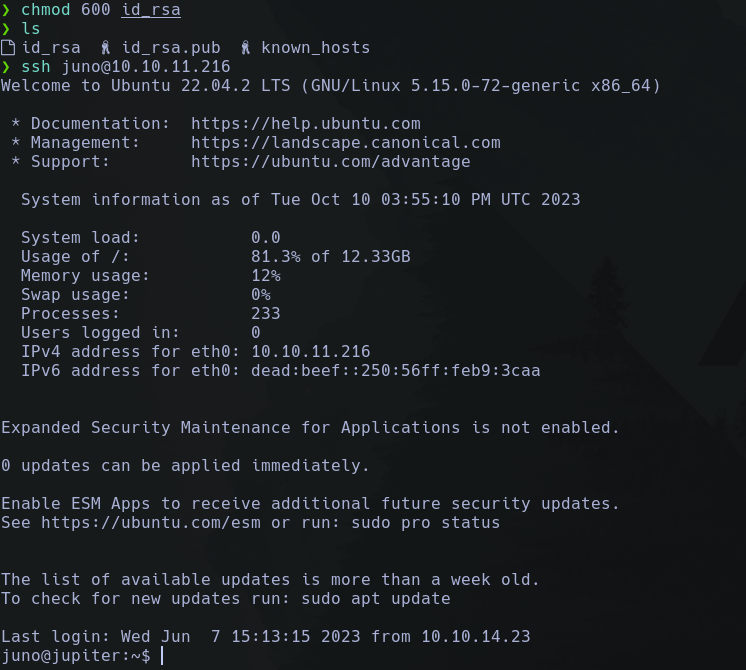 ❯ chmod 600 id_rsa
❯ ls
id_rsa  id_rsa.pub  known_hosts
❯ ssh juno@10.10.11.216
Welcome to Ubuntu 22.04.2 LTS (GNU/Linux 5.15.0-72-generic x86_64)

 * Documentation:  https://help.ubuntu.com
 * Management:     https://landscape.canonical.com
 * Support:        https://ubuntu.com/advantage

  System information as of Tue Oct 10 03:55:10 PM UTC 2023

  System load:           0.0
  Usage of /:            81.3% of 12.33GB
  Memory usage:          12%
  Swap usage:            0%
  Processes:             233
  Users logged in:       0
  IPv4 address for eth0: 10.10.11.216
  IPv6 address for eth0: dead:beef::250:56ff:feb9:3caa


Expanded Security Maintenance for Applications is not enabled.

0 updates can be applied immediately.

Enable ESM Apps to receive additional future security updates.
See https://ubuntu.com/esm or run: sudo pro status


The list of available updates is more than a week old.
To check for new updates run: sudo apt update

Last login: Wed Jun  7 15:13:15 2023 from 10.10.14.23
juno@jupiter:~$